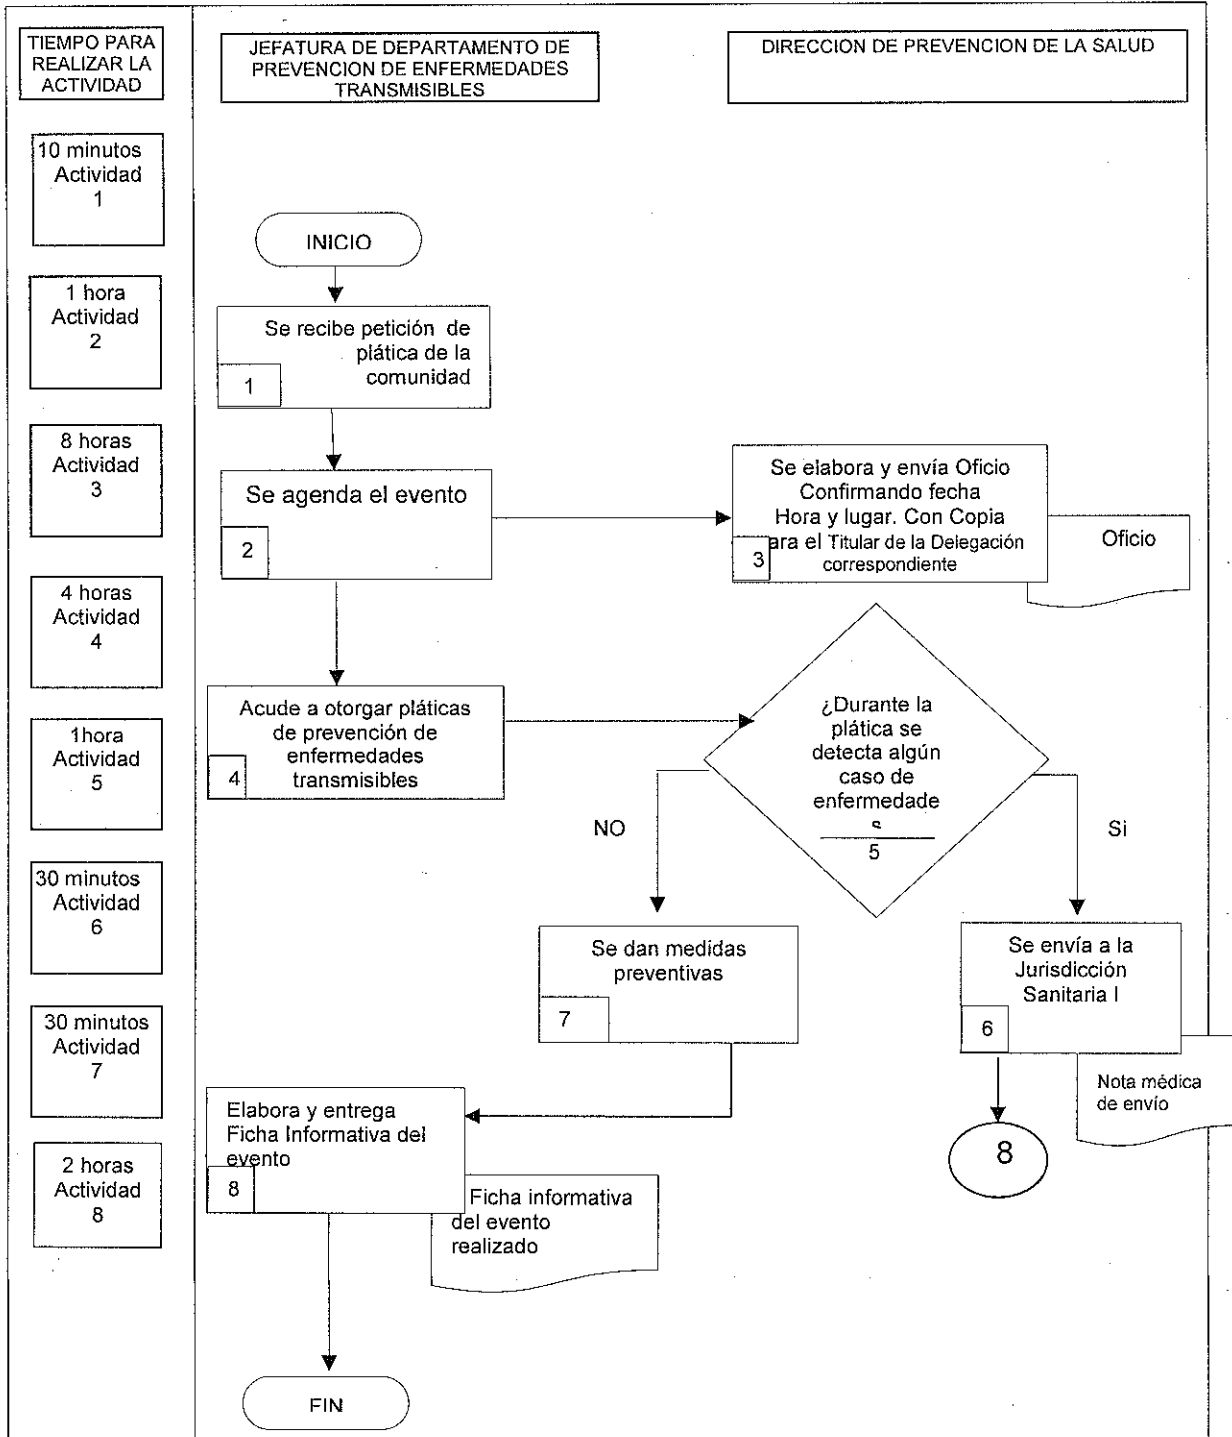 TIEMPO PARA
REALIZAR LA
ACTIVIDAD
JEFATURA DE DEPARTAMENTO DE
PREVENCION DE ENFERMEDADES
TRANSMISIBLES
DIRECCION DE PREVENCION DE LA SALUD
10 minutos
Actividad
1
1 hora
Actividad
2
8 horas
Actividad
3
4 horas
Actividad
4
1hora
Actividad
5
30 minutos
Actividad
6
30 minutos
Actividad
7
2 horas
Actividad
8
INICIO
Se recibe petición de
plática de la
comunidad
1
Se agenda el evento
2
Se elabora y envía Oficio
Confirmando fecha
Hora y lugar. Con Copia
ara el Titular de la Delegación
correspondiente
3
Oficio
Acude a otorgar pláticas
de prevención de
enfermedades
transmisibles
4
¿Durante la
plática se
detecta algún
caso de
enfermedade
s
5
NO
Si
Se dan medidas
preventivas
7
Se envía a la
Jurisdicción
Sanitaria I
6
Nota médica
de envío
8
Elabora y entrega
Ficha Informativa del
evento
8
Ficha informativa
del evento
realizado
FIN